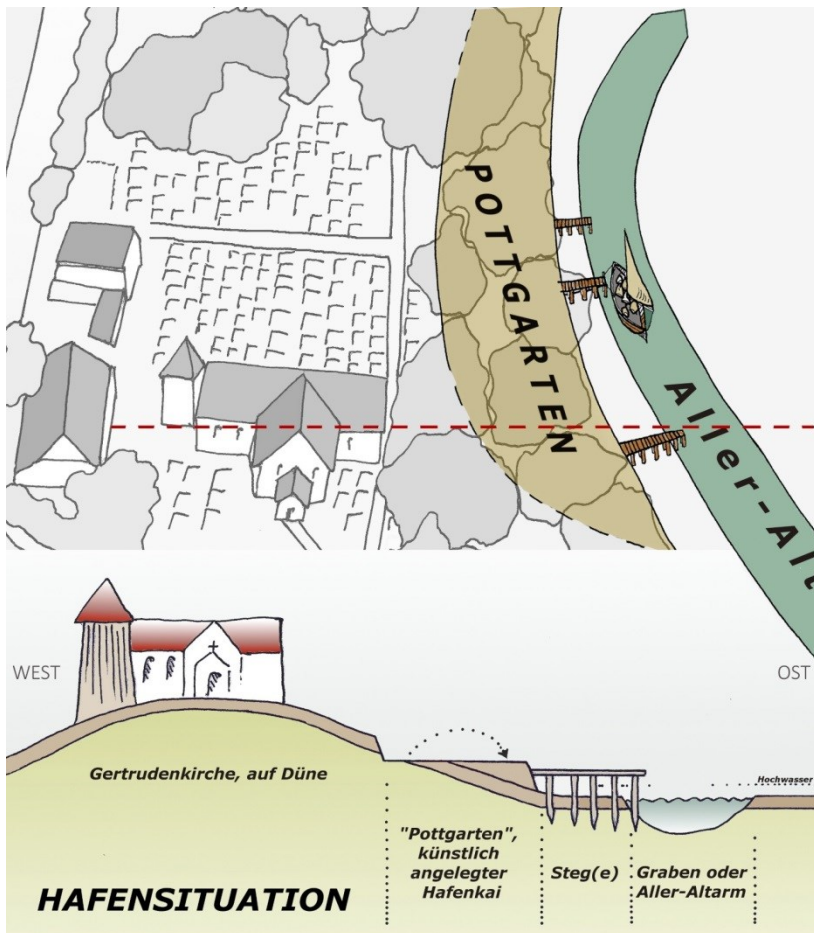 POTTGARTEN
Aller-Alt
WEST
OST
Gertrudenkirche, auf Düne
Hochwasser
"Pottgarten",
künstlich
angelegter
Hafenkai
Steg(e)
Graben oder
Aller-Altarm
HAFENSITUATION